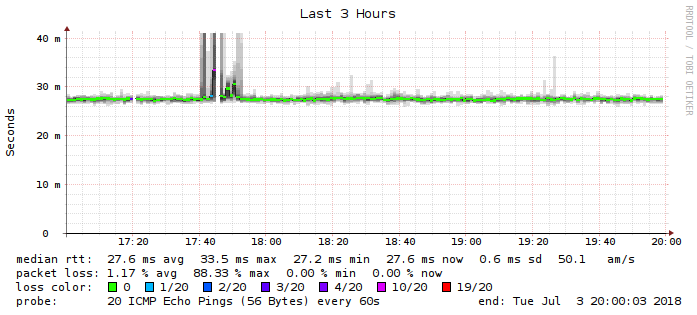 Last 3 Hours
RRDTOOL / TOBI OETIKER
Seconds
40 m
30 m
20 m
10 m
0
17:20 17:40 18:00 18:20 18:40 19:00 19:20 19:40 20:00
median rtt: 27.6 ms avg 33.5 ms max 27.2 ms min 27.6 ms now 0.6 ms sd 50.1 am/s
packet loss: 1.17 % avg 88.33 % max 0.00 % min 0.00 % now
loss color: 0 1/20 2/20 3/20 4/20 10/20 19/20
probe: 20 ICMP Echo Pings (56 Bytes) every 60s end: Tue Jul 3 20:00:03 2018